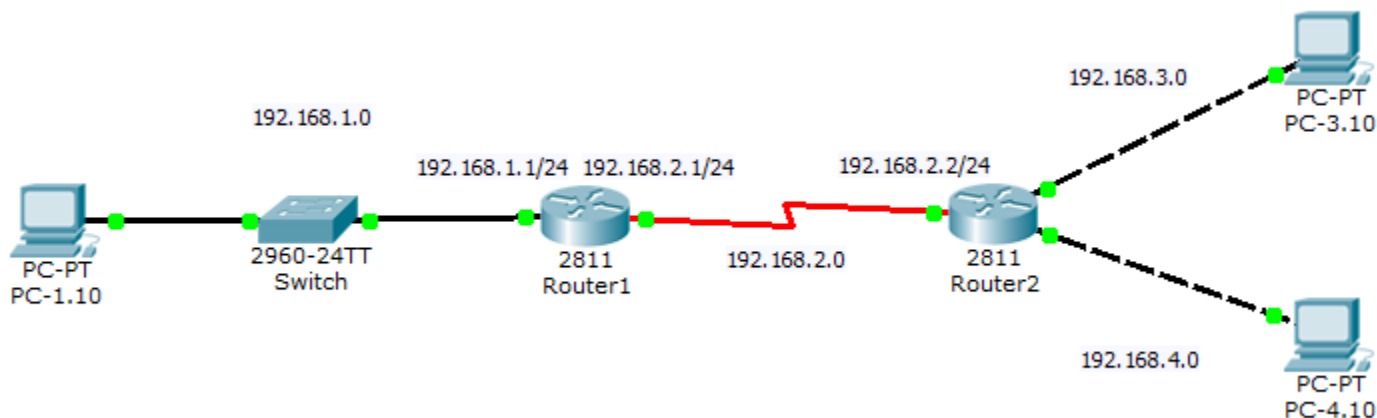 192.168.1.0
192.168.1.1/24
192.168.2.1/24
192.168.2.2/24
192.168.3.0
PC-PT
PC-3.10
PC-PT
PC-1.10
2960-24TT
Switch
2811
Router1
192.168.2.0
2811
Router2
192.168.4.0
PC-PT
PC-4.10